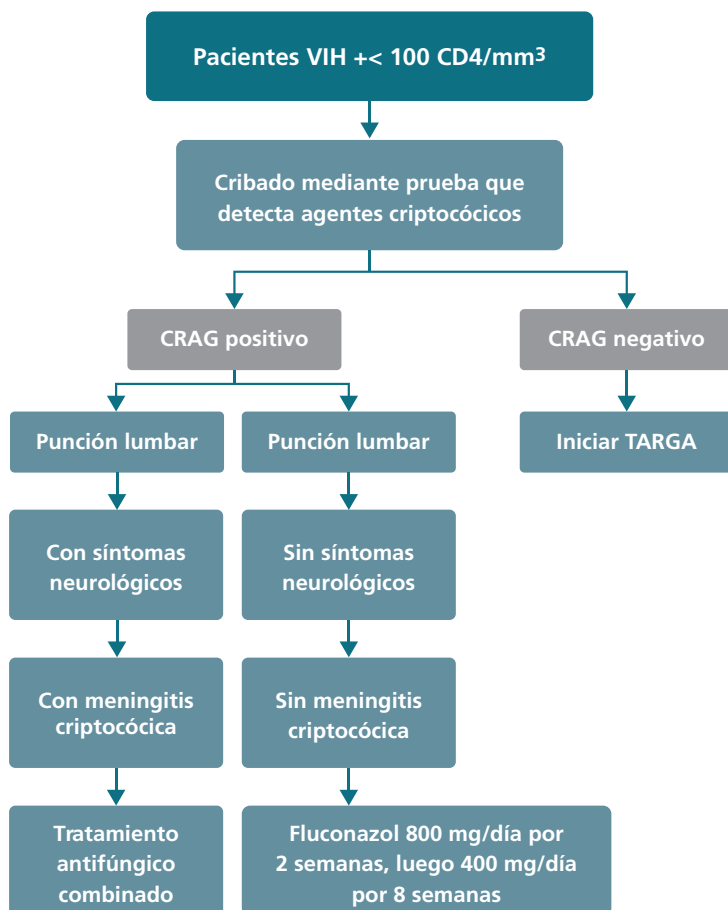 Pacientes VIH +< 100 CD4/mm3
Cribado mediante prueba que
detecta agentes criptocócicos
CRAG positivo
CRAG negativo
Punción lumbar
Punción lumbar
Iniciar TARGA
Con síntomas
neurológicos
Sin síntomas
neurológicos
Con meningitis
criptocócica
Sin meningitis
criptocócica
Tratamiento
antifúngico
combinado
Fluconazol 800 mg/día por
2 semanas, luego 400 mg/día
por 8 semanas